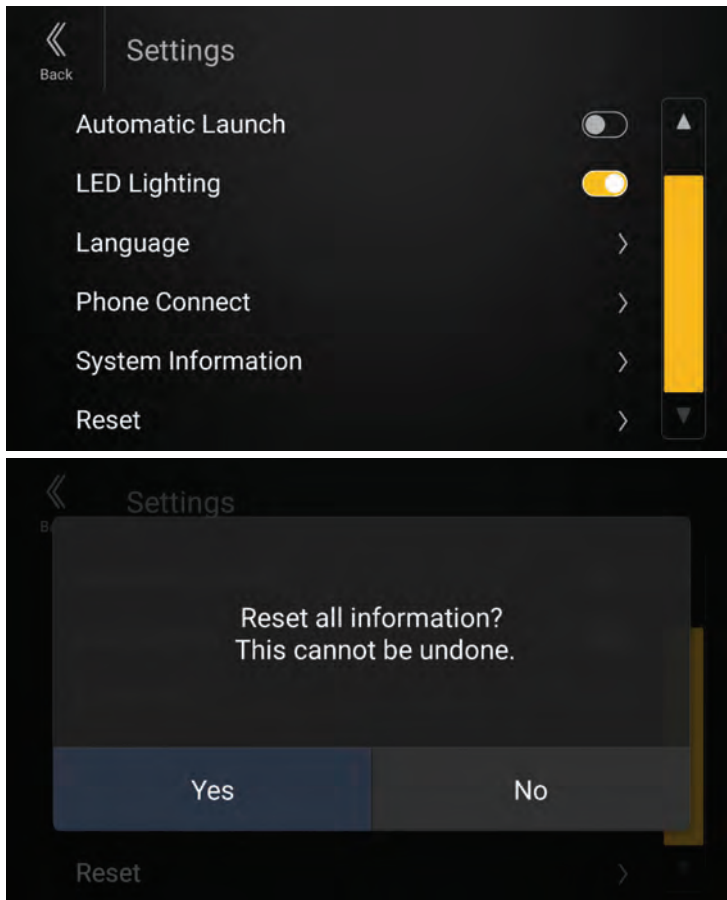 Back
Settings
Automatic Launch
LED Lighting
Language
Phone Connect
System Information
Reset
Settings
Reset all information?
This cannot be undone.
Yes
No
Reset